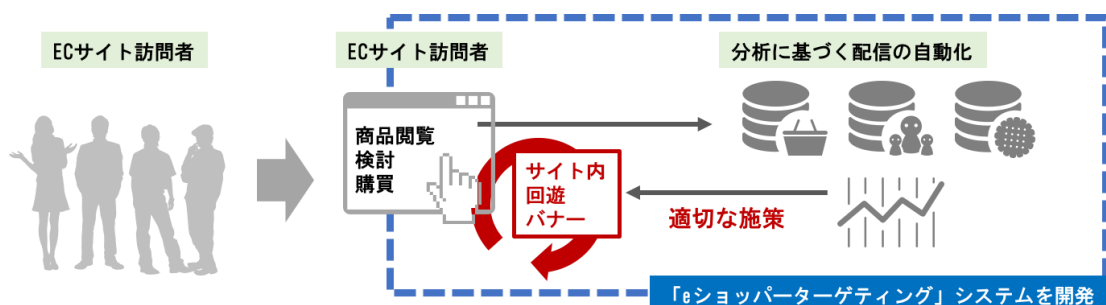 ECサイト訪問者
ECサイト訪問者
分析に基づく配信の自動化
商品閲覧
検討
購買
サイト内
回遊
バナー
適切な施策
「eショッパーターゲティング」システムを開発